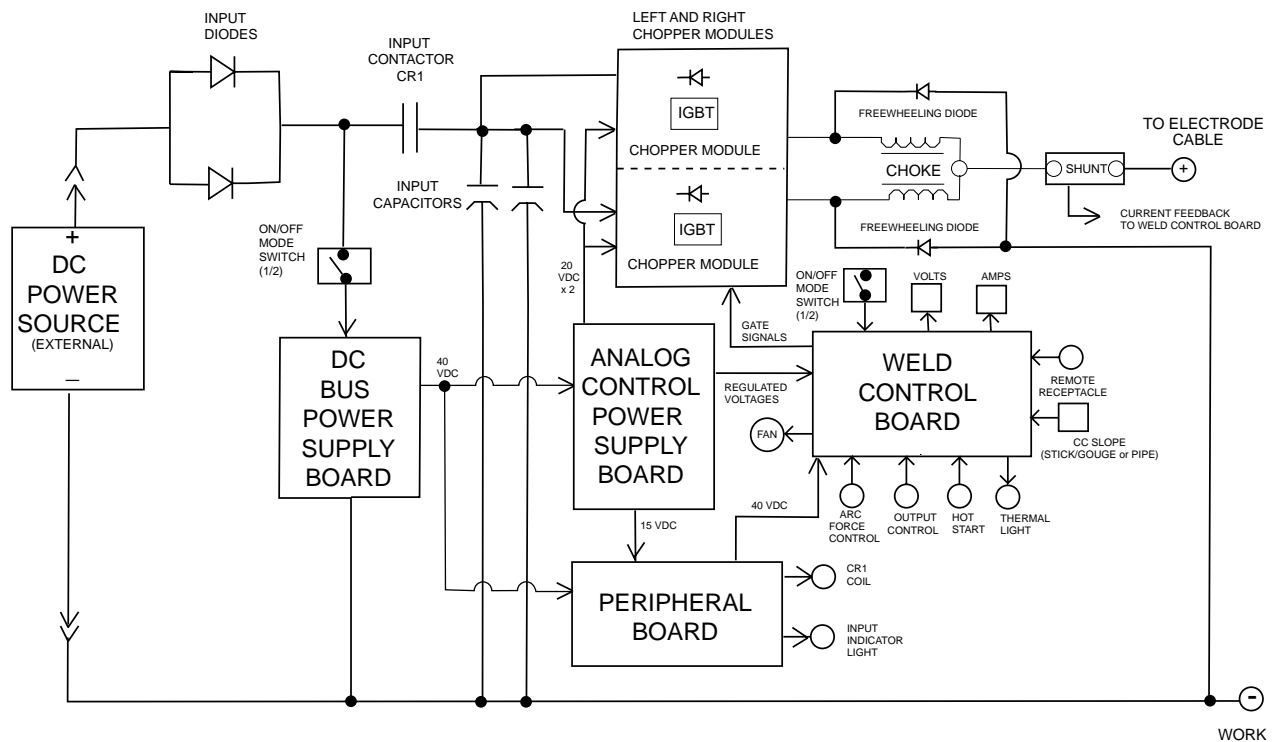 INPUT
DIODES
INPUT
CONTACTOR
CR1
LEFT AND RIGHT
CHOPPER MODULES
IGBT
CHOPPER MODULE
IGBT
CHOPPER MODULE
FREEWHEELING DIODE
CHOKE
FREEWHEELING DIODE
SHUNT
TO ELECTRODE
CABLE
+
CURRENT FEEDBACK
TO WELD CONTROL BOARD
INPUT
CAPACITORS
+
DC
POWER
SOURCE
(EXTERNAL)
_
ON/OFF
MODE
SWITCH
(1/2)
20
VDC
x 2
DC
BUS
POWER
SUPPLY
BOARD
40
VDC
ANALOG
CONTROL
POWER
SUPPLY
BOARD
GATE
SIGNALS
REGULATED
VOLTAGES
ON/OFF
MODE
SWITCH
(1/2)
VOLTS
AMPS
WELD
CONTROL
BOARD
REMOTE
RECEPTACLE
CC SLOPE
(STICK/GOUGE or PIPE)
FAN
ARC
FORCE
CONTROL
OUTPUT
CONTROL
HOT
START
THERMAL
LIGHT
15 VDC
40 VDC
PERIPHERAL
BOARD
CR1
COIL
INPUT
INDICATOR
LIGHT
-
WORK